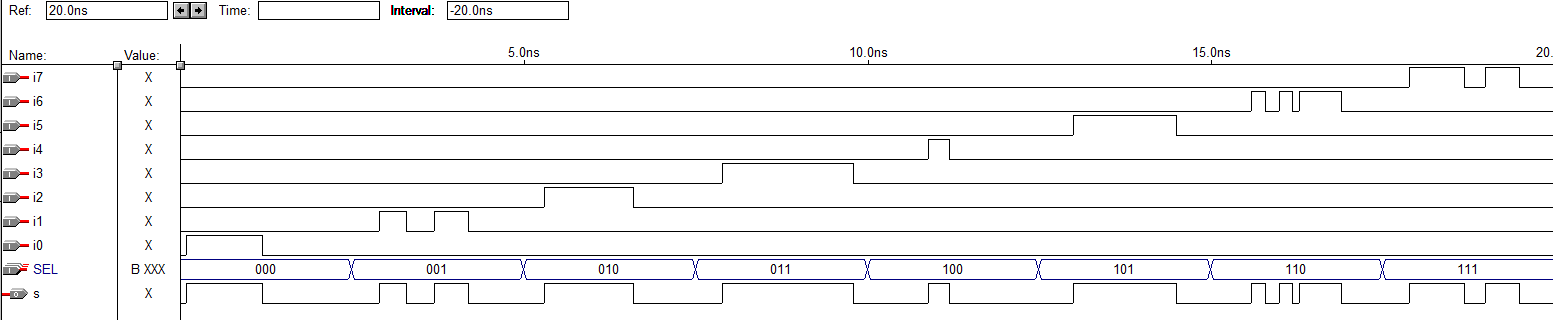 Ref: 20.0ns Time: Interval: -20.0ns
Name: Value: 5.0ns 10.0ns 15.0ns 20.
i7 X
i6 X
i5 X
i4 X
i3 X
i2 X
i1 X
i0 X
SEL B XXX 000 001 010 011 100 101 110 111
s X